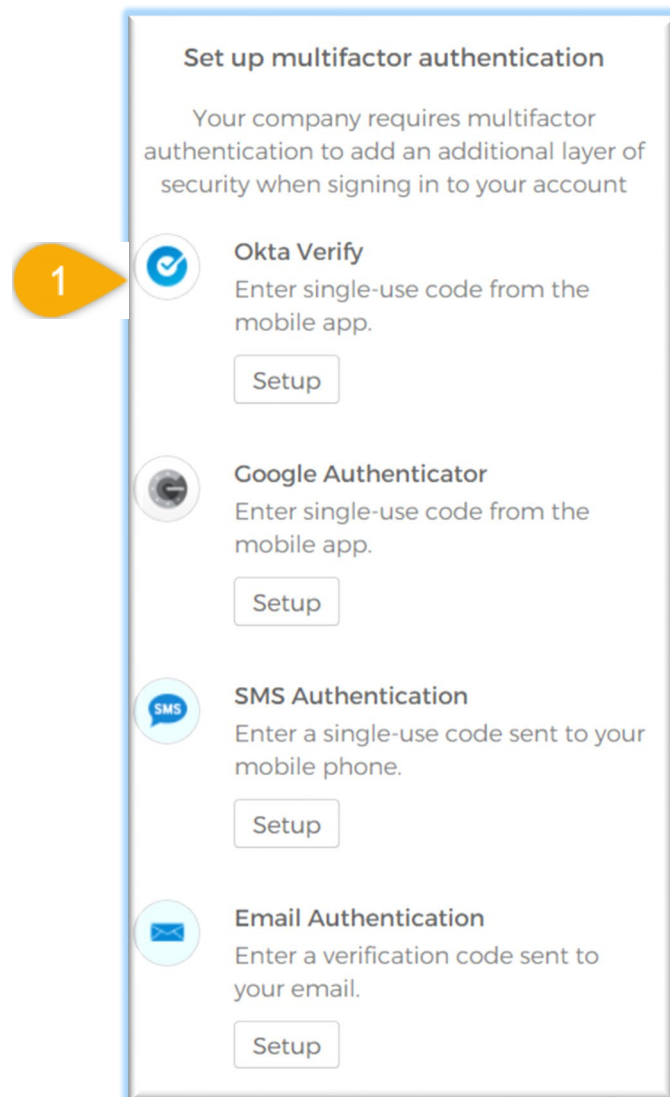 Set up multifactor authentication
Your company requires multifactor
authentication to add an additional layer of
security when signing in to your account
1
Okta Verify
Enter single-use code from the
mobile app.
Setup
Google Authenticator
Enter single-use code from the
mobile app.
Setup
SMS
SMS Authentication
Enter a single-use code sent to your
mobile phone.
Setup
Email Authentication
Enter a verification code sent to
your email.
Setup